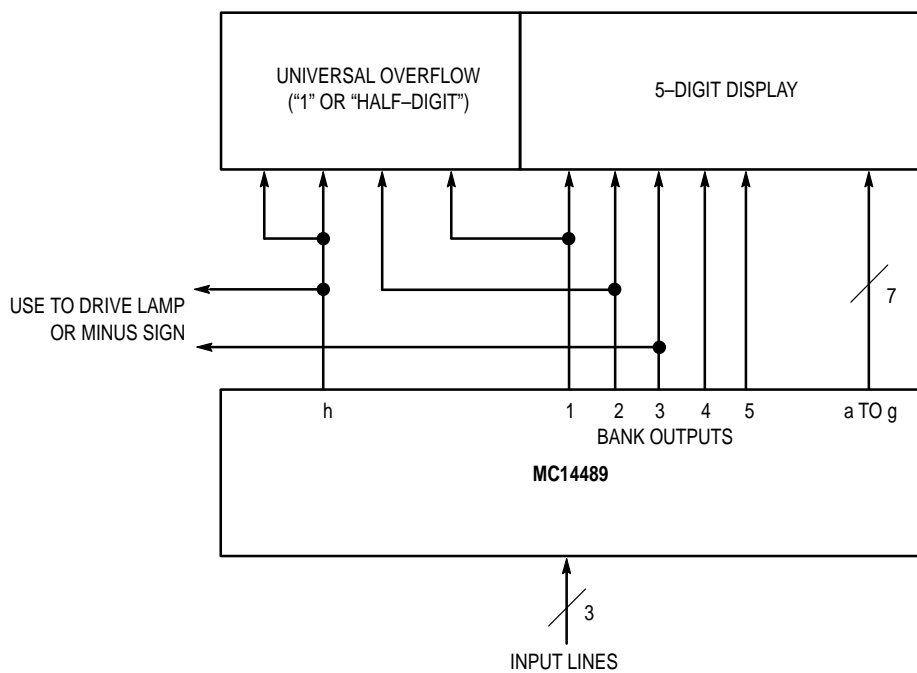 UNIVERSAL OVERFLOW
(“1” OR “HALF–DIGIT”)
5–DIGIT DISPLAY
USE TO DRIVE LAMP
OR MINUS SIGN
7
h
1 2 3 4 5
a TO g
BANK OUTPUTS
MC14489
3
INPUT LINES